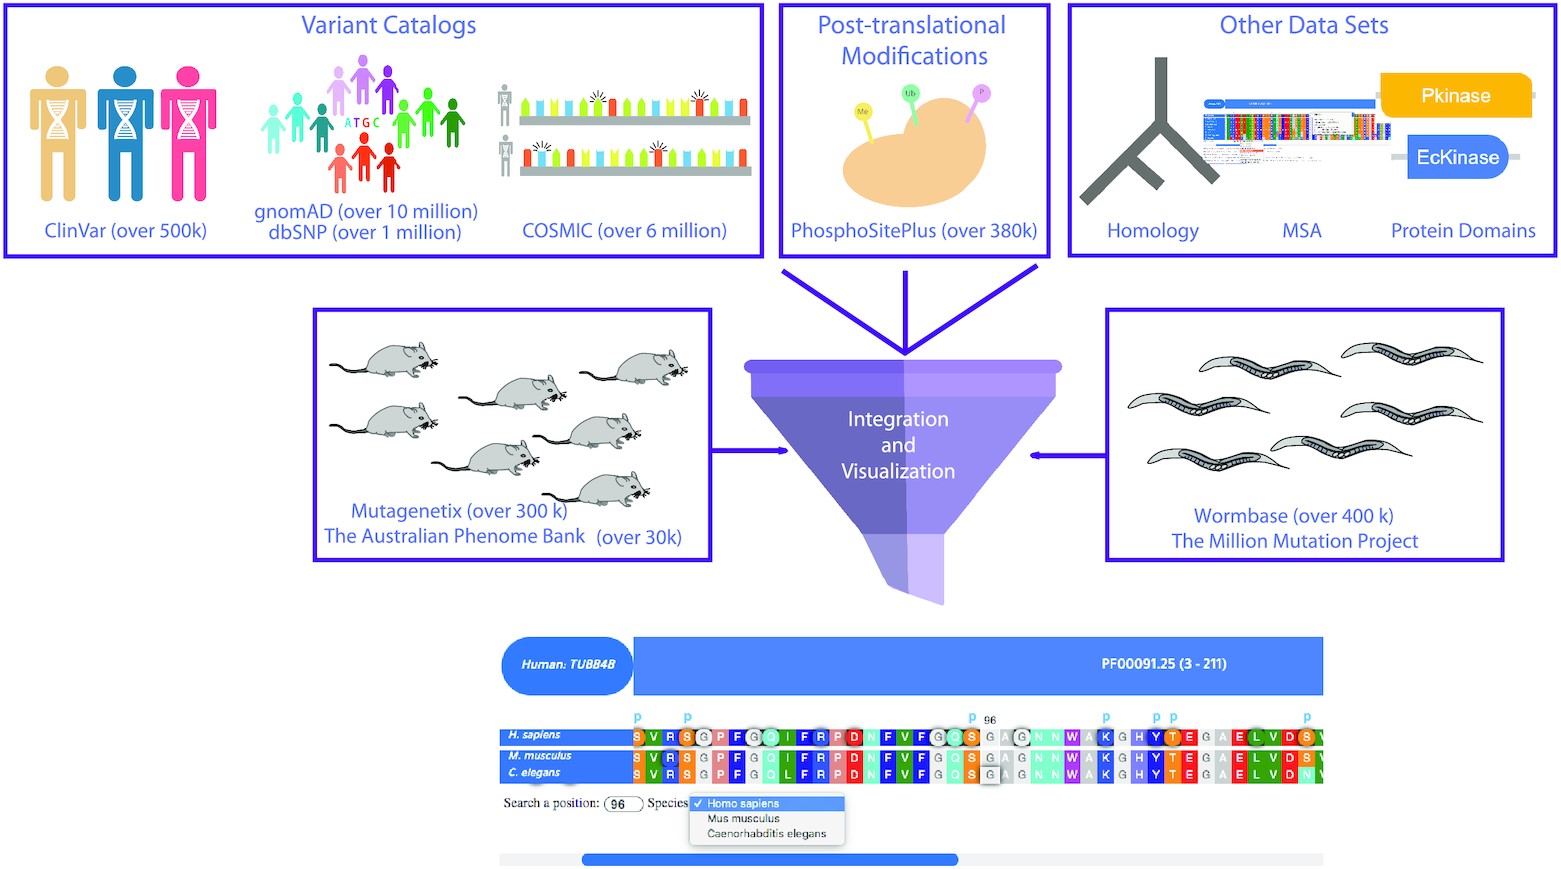 Variant Catalogs
ATGC
ClinVar (over 500k)
gnomAD (over 10 million)
dbSNP (over 1 million)
COSMIC (over 6 million)
Post-translational
Modifications
Me
Ub
P
PhosphoSitePlus (over 380k)
Other Data Sets
Pkinase
EcKinase
Homology
MSA
Protein Domains
Mutagenetix (over 300 k)
The Australian Phenome Bank (over 30k)
Integration
and
Visualization
Wormbase (over 400 k)
The Million Mutation Project
Human: TUBB4B
PF00091.25 (3 - 211)
p p p 96 p p p p
H. sapiens S V R S G P F G Q I F R P D N F V F G Q S G A G N N W A K G H Y T E G A E L V D S V
M. musculus S V R S G P F G Q I F R P D N F V F G Q S G A G N N W A K G H Y T E G A E L V D S V
C. elegans S V R S G P F G Q L F R P D N F V F G Q S G A G N N W A K G H Y T E G A E L V D N V
Search a position: 96 Species ✓ Homo sapiens
Mus musculus
Caenorhabditis elegans